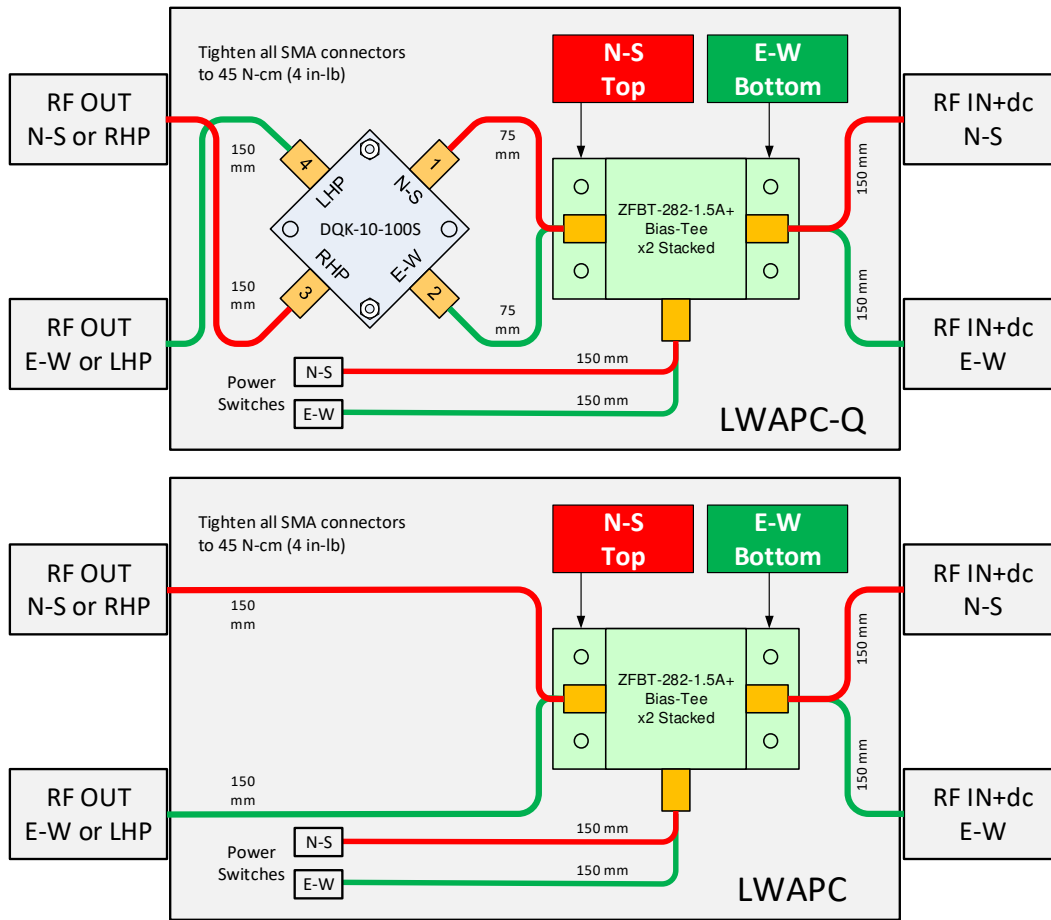 Tighten all SMA connectors
to 45 N-cm (4 in-lb)
N-S
Top
E-W
Bottom
RF OUT
N-S or RHP
RF IN+dc
N-S
150
mm
75
mm
150 mm
4
LHP
1
N-S
DQK-10-100S
ZFBT-282-1.5A+
Bias-Tee
x2 Stacked
RHP
3
E-W
2
150
mm
75
mm
150 mm
RF OUT
E-W or LHP
RF IN+dc
E-W
Power
Switches
N-S
150 mm
E-W
150 mm
LWAPC-Q
Tighten all SMA connectors
to 45 N-cm (4 in-lb)
N-S
Top
E-W
Bottom
RF OUT
N-S or RHP
RF IN+dc
N-S
150
mm
150 mm
ZFBT-282-1.5A+
Bias-Tee
x2 Stacked
150
mm
150 mm
RF OUT
E-W or LHP
RF IN+dc
E-W
Power
Switches
N-S
150 mm
E-W
150 mm
LWAPC